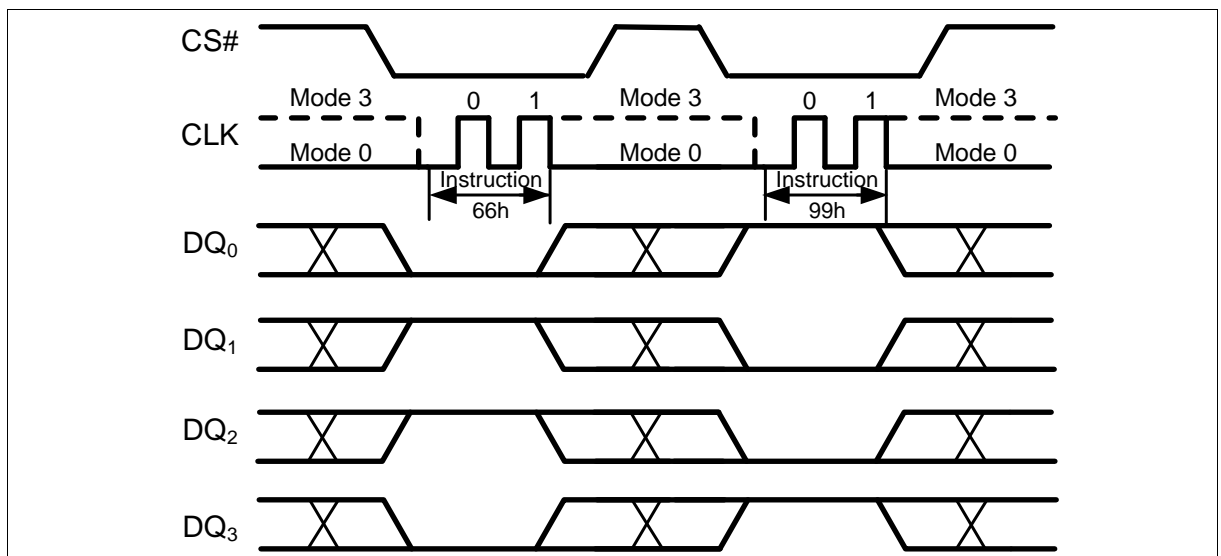 CS#
Mode 3 0 1 Mode 3 0 1 Mode 3
CLK
Mode 0 Mode 0 Mode 0
Instruction Instruction
66h 99h
DQ0
DQ1
DQ2
DQ3